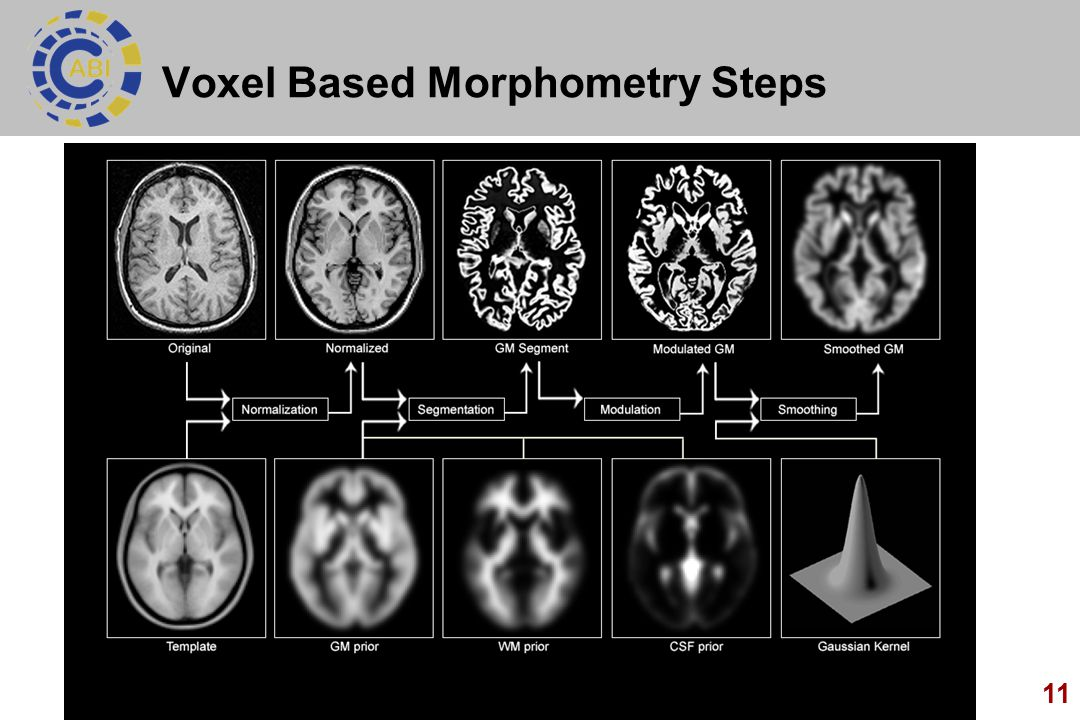 CABI
Voxel Based Morphometry Steps
Original
Normalized
GM Segment
Modulated GM
Smoothed GM
Normalization
Segmentation
Modulation
Smoothing
Template
GM prior
WM prior
CSF prior
Gaussian Kernel
11